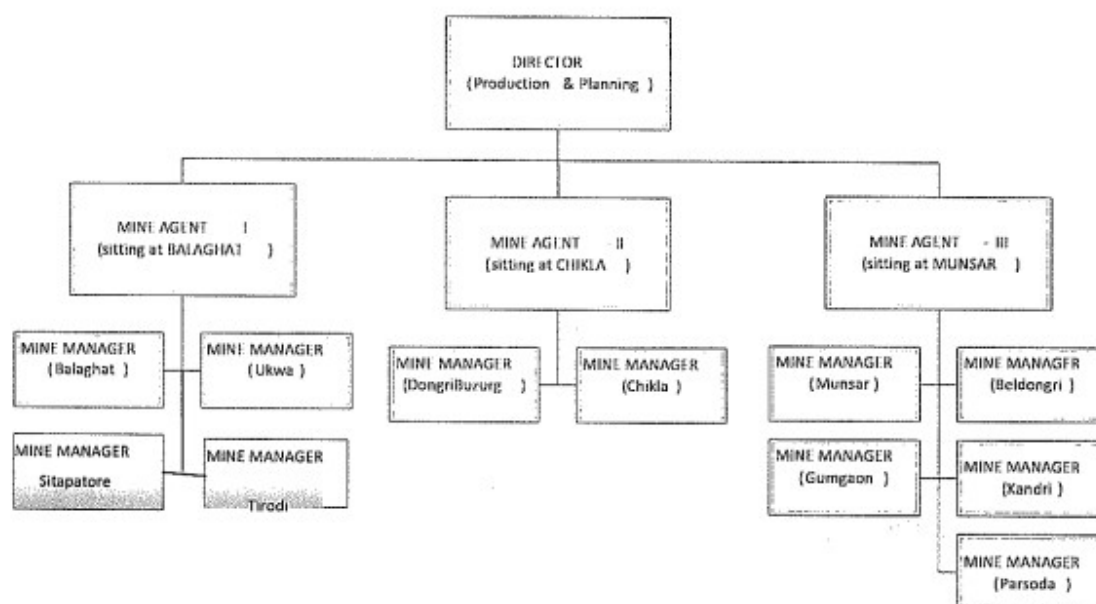 DIRECTOR
(Production & Planning )
MINE AGENT I
(sitting at BALAGHAT )
MINE AGENT - II
(sitting at CHIKLA )
MINE AGENT - III
(sitting at MUNSAR )
MINE MANAGER
(Balaghat )
MINE MANAGER
(Ukwa )
MINE MANAGER
(DongriBuzurg )
MINE MANAGER
(Chikla )
MINE MANAGER
(Munsar )
MINE MANAGER
(Beldongri )
MINE MANAGER
Sitapatore
MINE MANAGER
Tirodi
MINE MANAGER
(Gumgaon )
MINE MANAGER
(Kandri )
MINE MANAGER
(Parsoda )